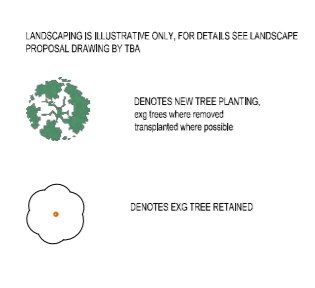 LANDSCAPING IS ILLUSTRATIVE ONLY, FOR DETAILS SEE LANDSCAPE
PROPOSAL DRAWING BY TBA
DENOTES NEW TREE PLANTING,
exg trees where removed
transplanted where possible
DENOTES EXG TREE RETAINED